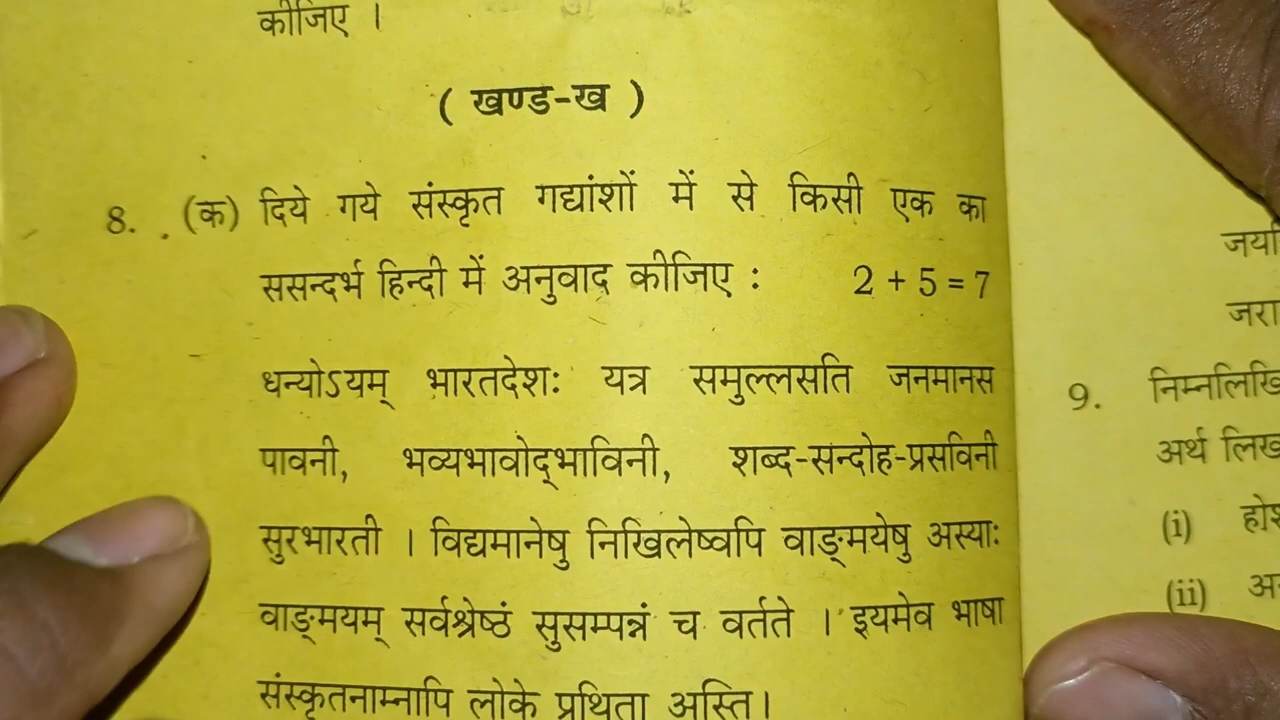 कीजिए ।
( खण्ड-ख )
8. (क) दिये गये संस्कृत गद्यांशों में से किसी एक का
ससन्दर्भ हिन्दी में अनुवाद कीजिए : 2 + 5 = 7
धन्योऽयम् भारतदेशः यत्र समुल्लसति जनमानस
पावनी, भव्यभावोद्भाविनी, शब्द-सन्दोह-प्रसविनी
सुरभारती । विद्यमानेषु निखिलेष्वपि वाङ्मयेषु अस्याः
वाङ्मयम् सर्वश्रेष्ठं सुसम्पन्नं च वर्तते । इयमेव भाषा
संस्कृतनाम्नापि लोके प्रथिता अस्ति।
जरा
9.
अर्थ
(i)
(ii)